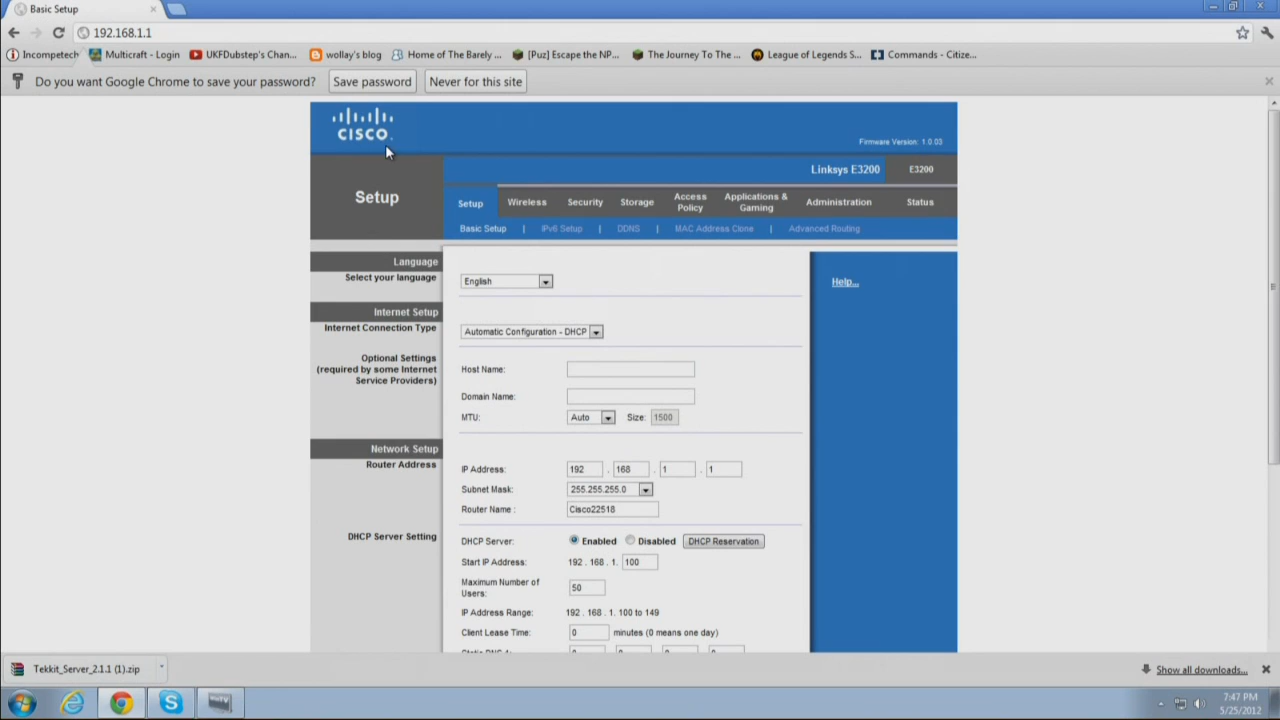 Basic Setup
192.168.1.1
Incompetech
Multicraft - Login
UKFDubstep's Chan...
wollay's blog
Home of The Barely ...
[Puz] Escape the NP...
The Journey To The ...
League of Legends S...
Commands - Citize...
Do you want Google Chrome to save your password?
Save password
Never for this site
CISCO.
Firmware Version: 1.0.03
Linksys E3200
E3200
Setup
Setup
Wireless
Security
Storage
Access Policy
Applications & Gaming
Administration
Status
Basic Setup | IPv6 Setup | DDNS | MAC Address Clone | Advanced Routing
Language
Select your language
English
Help...
Internet Setup
Internet Connection Type
Automatic Configuration - DHCP
Optional Settings
(required by some Internet
Service Providers)
Host Name:
Domain Name:
MTU: Auto Size: 1500
Network Setup
Router Address
IP Address: 192 . 168 . 1 . 1
Subnet Mask: 255.255.255.0
Router Name : Cisco22518
DHCP Server Setting
DHCP Server: Enabled Disabled DHCP Reservation
Start IP Address: 192 . 168 . 1. 100
Maximum Number of
Users: 50
IP Address Range: 192 . 168 . 1. 100 to 149
Client Lease Time: 0 minutes (0 means one day)
Tekkit_Server_2.1.1 (1).zip
Show all downloads...
7:47 PM
5/25/2012